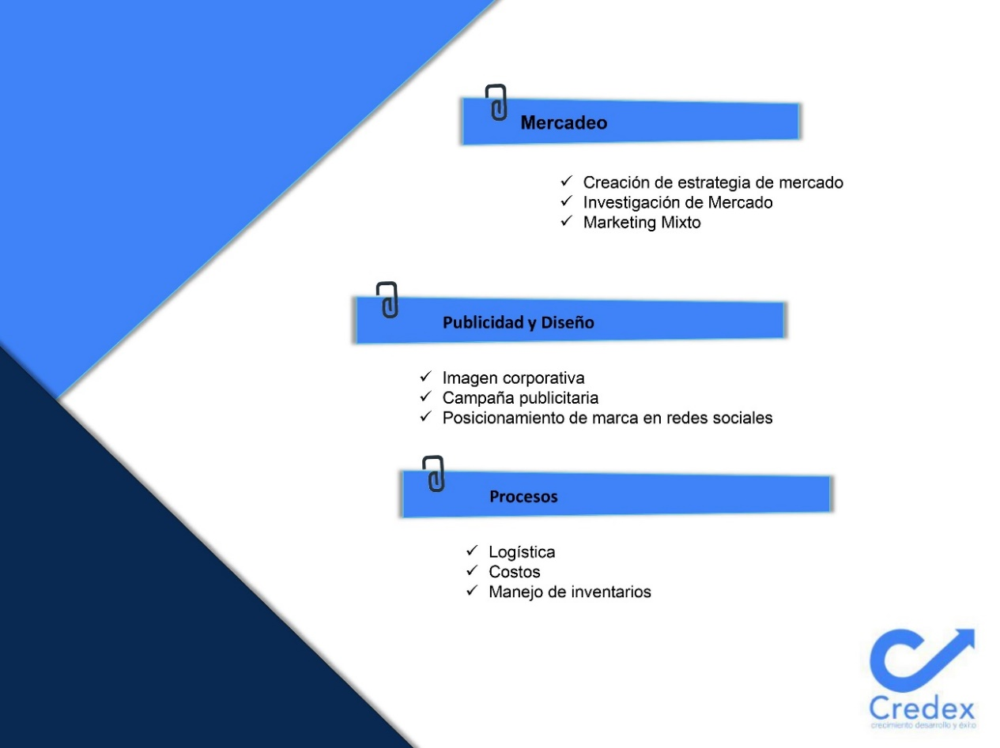 Mercadeo
Creación de estrategia de mercado
Investigación de Mercado
Marketing Mixto
Publicidad y Diseño
Imagen corporativa
Campaña publicitaria
Posicionamiento de marca en redes sociales
Procesos
Logística
Costos
Manejo de inventarios
Credex
crecimiento desarrollo y éxito